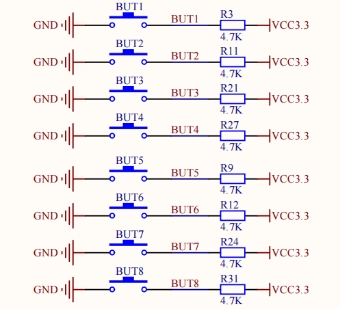 BUT1
GND BUT1 R3 4.7K VCC3.3
BUT2
GND BUT2 R11 4.7K VCC3.3
BUT3
GND BUT3 R21 4.7K VCC3.3
BUT4
GND BUT4 R27 4.7K VCC3.3
BUT5
GND BUT5 R9 4.7K VCC3.3
BUT6
GND BUT6 R12 4.7K VCC3.3
BUT7
GND BUT7 R24 4.7K VCC3.3
BUT8
GND BUT8 R31 4.7K VCC3.3